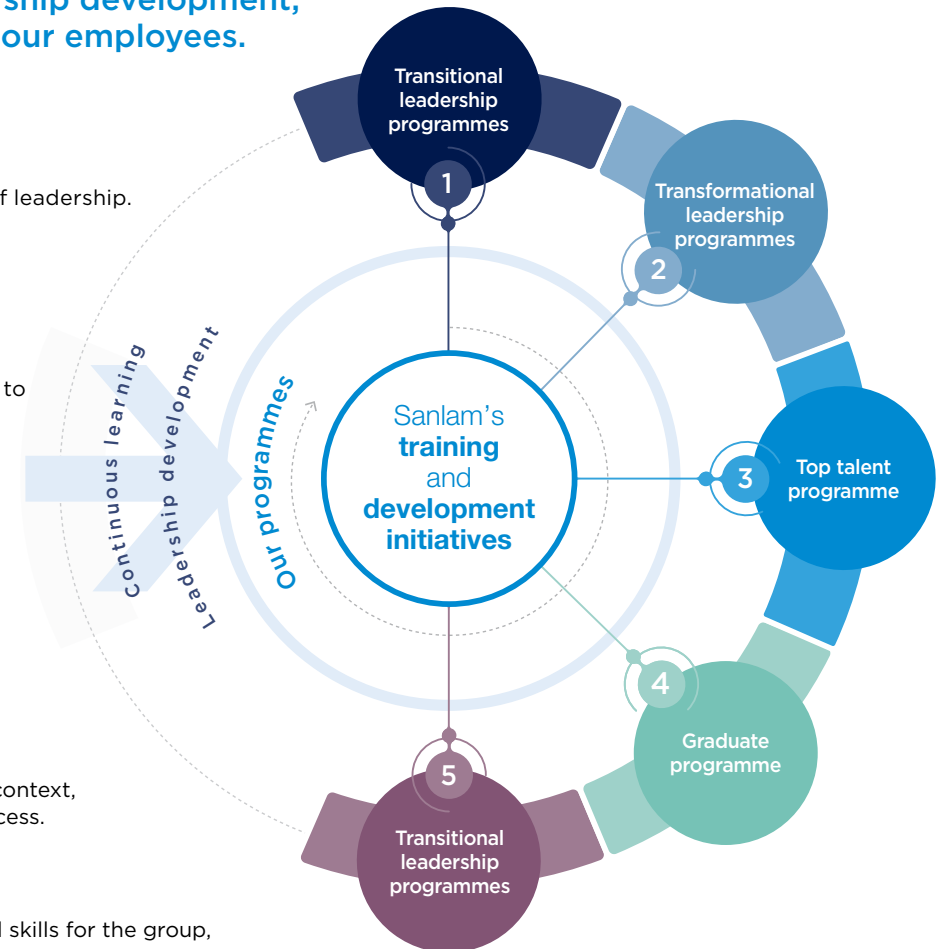 ship development,
our employees.
f leadership.
to
context,
cess.
l skills for the group,
Transitional
leadership
programmes
1
Transformational
leadership
programmes
2
Top talent
programme
3
Graduate
programme
4
Transitional
leadership
programmes
5
Continuous learning
Leadership development
Our programmes
Sanlam's
training
and
development
initiatives